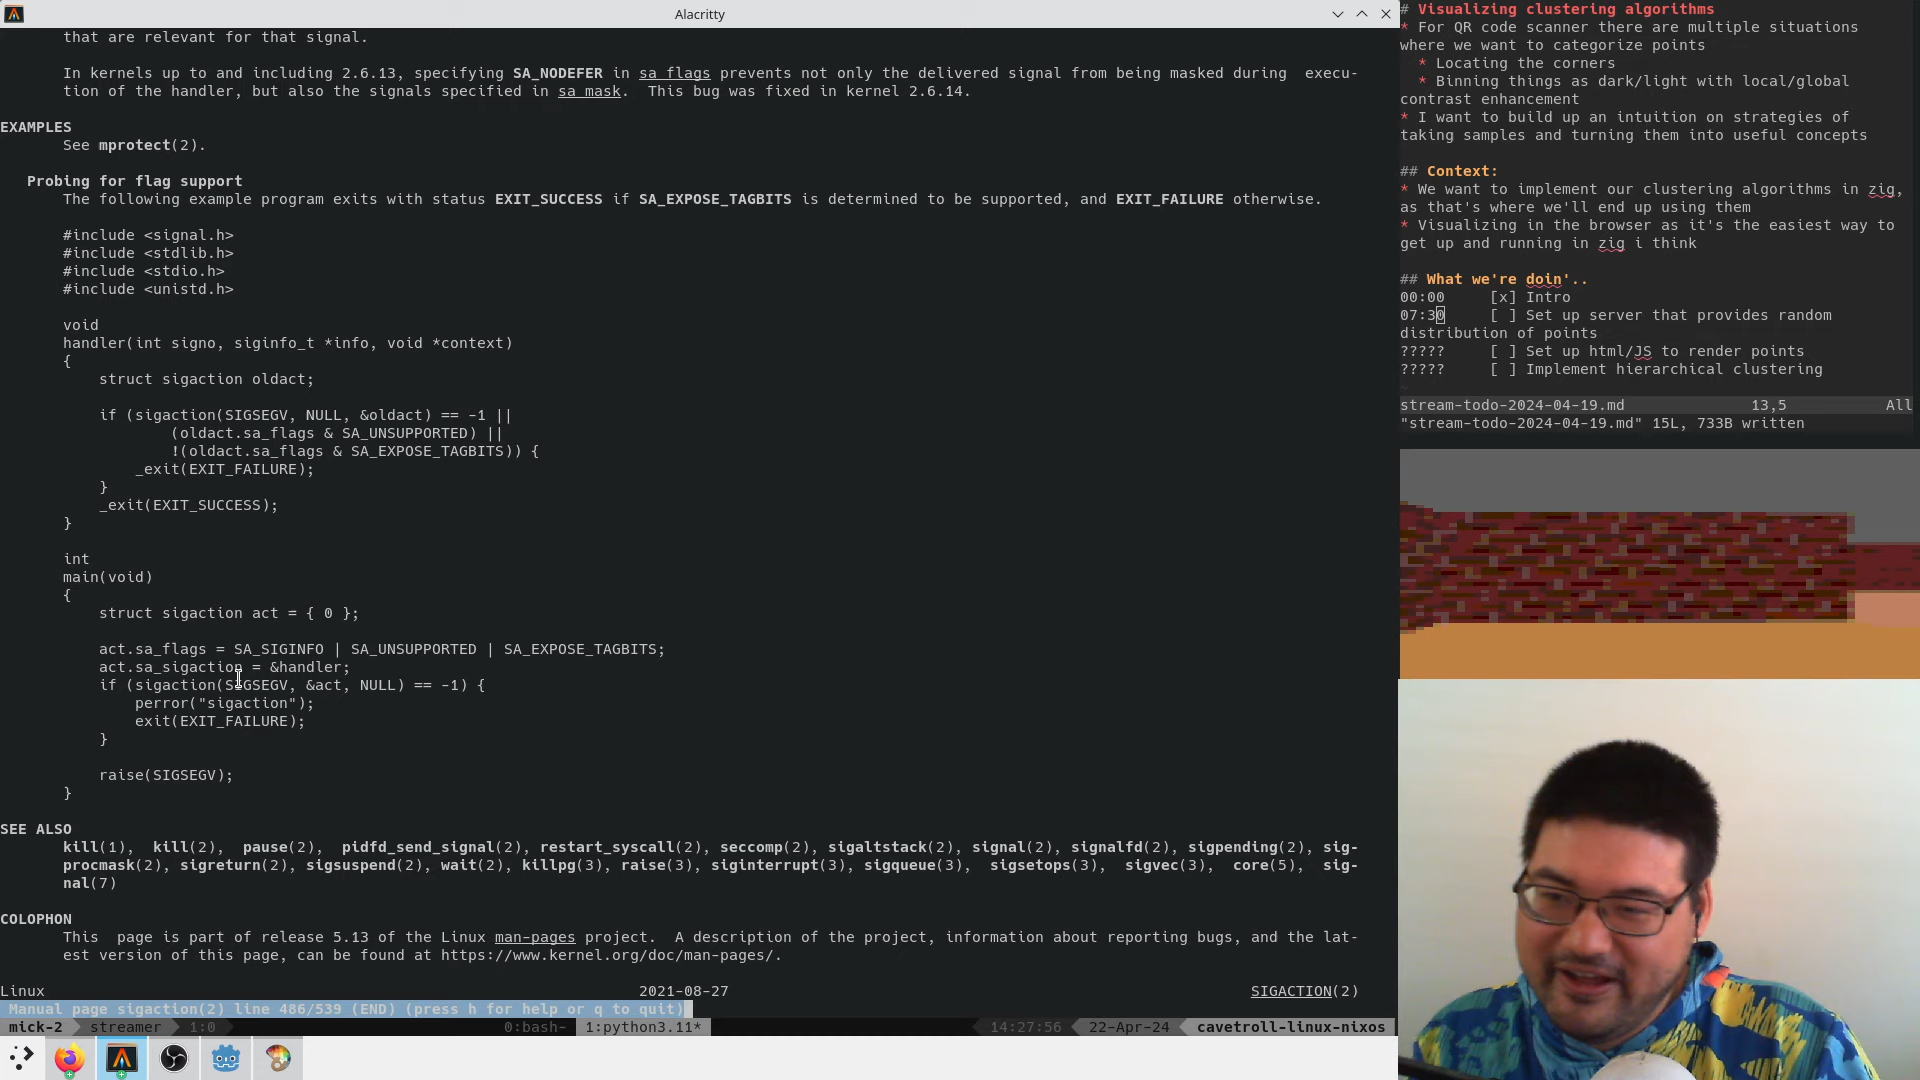 Alacritty
that are relevant for that signal.
In kernels up to and including 2.6.13, specifying SA_NODEFER in sa_flags prevents not only the delivered signal from being masked during  execu-
tion of the handler, but also the signals specified in sa_mask.  This bug was fixed in kernel 2.6.14.
EXAMPLES
See mprotect(2).
Probing for flag support
The following example program exits with status EXIT_SUCCESS if SA_EXPOSE_TAGBITS is determined to be supported, and EXIT_FAILURE otherwise.
#include <signal.h>
#include <stdlib.h>
#include <stdio.h>
#include <unistd.h>
void
handler(int signo, siginfo_t *info, void *context)
{
struct sigaction oldact;
if (sigaction(SIGSEGV, NULL, &oldact) == -1 ||
(oldact.sa_flags & SA_UNSUPPORTED) ||
!(oldact.sa_flags & SA_EXPOSE_TAGBITS)) {
_exit(EXIT_FAILURE);
}
_exit(EXIT_SUCCESS);
}
int
main(void)
{
struct sigaction act = { 0 };
act.sa_flags = SA_SIGINFO | SA_UNSUPPORTED | SA_EXPOSE_TAGBITS;
act.sa_sigaction = &handler;
if (sigaction(SIGSEGV, &act, NULL) == -1) {
perror("sigaction");
exit(EXIT_FAILURE);
}
raise(SIGSEGV);
}
SEE ALSO
kill(1),  kill(2),  pause(2),  pidfd_send_signal(2), restart_syscall(2), seccomp(2), sigaltstack(2), signal(2), signalfd(2), sigpending(2), sig-
procmask(2), sigreturn(2), sigsuspend(2), wait(2), killpg(3), raise(3), siginterrupt(3), sigqueue(3),  sigsetops(3),  sigvec(3),  core(5),  sig-
nal(7)
COLOPHON
This  page is part of release 5.13 of the Linux man-pages project.  A description of the project, information about reporting bugs, and the lat-
est version of this page, can be found at https://www.kernel.org/doc/man-pages/.
Linux 2021-08-27 SIGACTION(2)
Manual page sigaction(2) line 486/539 (END) (press h for help or q to quit)
mick-2 streamer 1:0 0:bash- 1:python3.11* 14:27:56 22-Apr-24 cavetroll-linux-nixos
# Visualizing clustering algorithms
* For QR code scanner there are multiple situations
where we want to categorize points
* Locating the corners
* Binning things as dark/light with local/global
contrast enhancement
* I want to build up an intuition on strategies of
taking samples and turning them into useful concepts
## Context:
* We want to implement our clustering algorithms in zig,
as that's where we'll end up using them
* Visualizing in the browser as it's the easiest way to
get up and running in zig i think
## What we're doin'..
00:00 [x] Intro
07:30 [ ] Set up server that provides random
distribution of points
????? [ ] Set up html/JS to render points
????? [ ] Implement hierarchical clustering
~
stream-todo-2024-04-19.md 13,5 All
"stream-todo-2024-04-19.md" 15L, 733B written